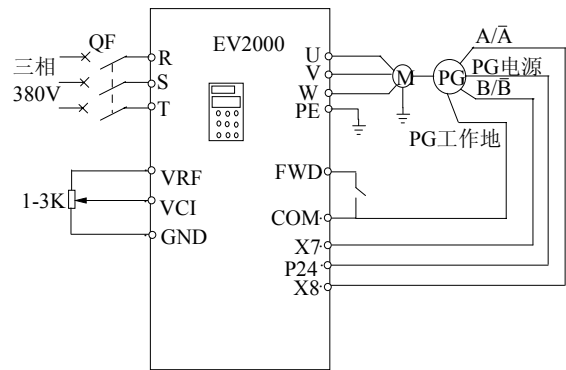 QF
EV2000
三相
380V
R
S
T
U
V
W
PE
M
PG
A/A̅
PG电源
B/B̅
PG工作地
1-3K
VRF
VCI
GND
FWD
COM
X7
P24
X8